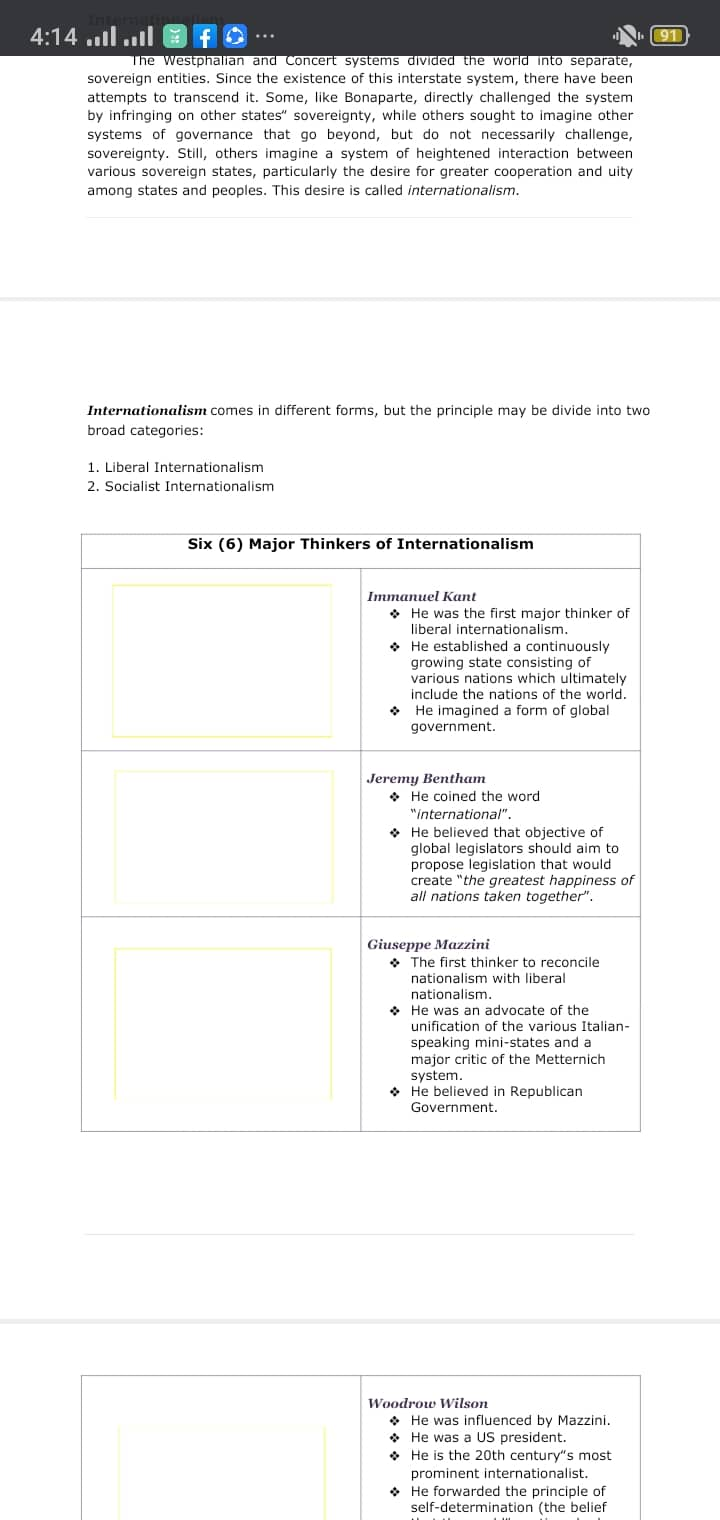 Internationalism
4:14
91
The Westphalian and Concert systems divided the world into separate,
sovereign entities. Since the existence of this interstate system, there have been
attempts to transcend it. Some, like Bonaparte, directly challenged the system
by infringing on other states‟ sovereignty, while others sought to imagine other
systems of governance that go beyond, but do not necessarily challenge,
sovereignty. Still, others imagine a system of heightened interaction between
various sovereign states, particularly the desire for greater cooperation and uity
among states and peoples. This desire is called internationalism.
Internationalism comes in different forms, but the principle may be divide into two
broad categories:
1. Liberal Internationalism
2. Socialist Internationalism
Six (6) Major Thinkers of Internationalism
Immanuel Kant
❖ He was the first major thinker of
liberal internationalism.
❖ He established a continuously
growing state consisting of
various nations which ultimately
include the nations of the world.
❖ He imagined a form of global
government.
Jeremy Bentham
❖ He coined the word
"international".
❖ He believed that objective of
global legislators should aim to
propose legislation that would
create "the greatest happiness of
all nations taken together".
Giuseppe Mazzini
❖ The first thinker to reconcile
nationalism with liberal
nationalism.
❖ He was an advocate of the
unification of the various Italian-
speaking mini-states and a
major critic of the Metternich
system.
❖ He believed in Republican
Government.
Woodrow Wilson
❖ He was influenced by Mazzini.
❖ He was a US president.
❖ He is the 20th century‟s most
prominent internationalist.
❖ He forwarded the principle of
self-determination (the belief